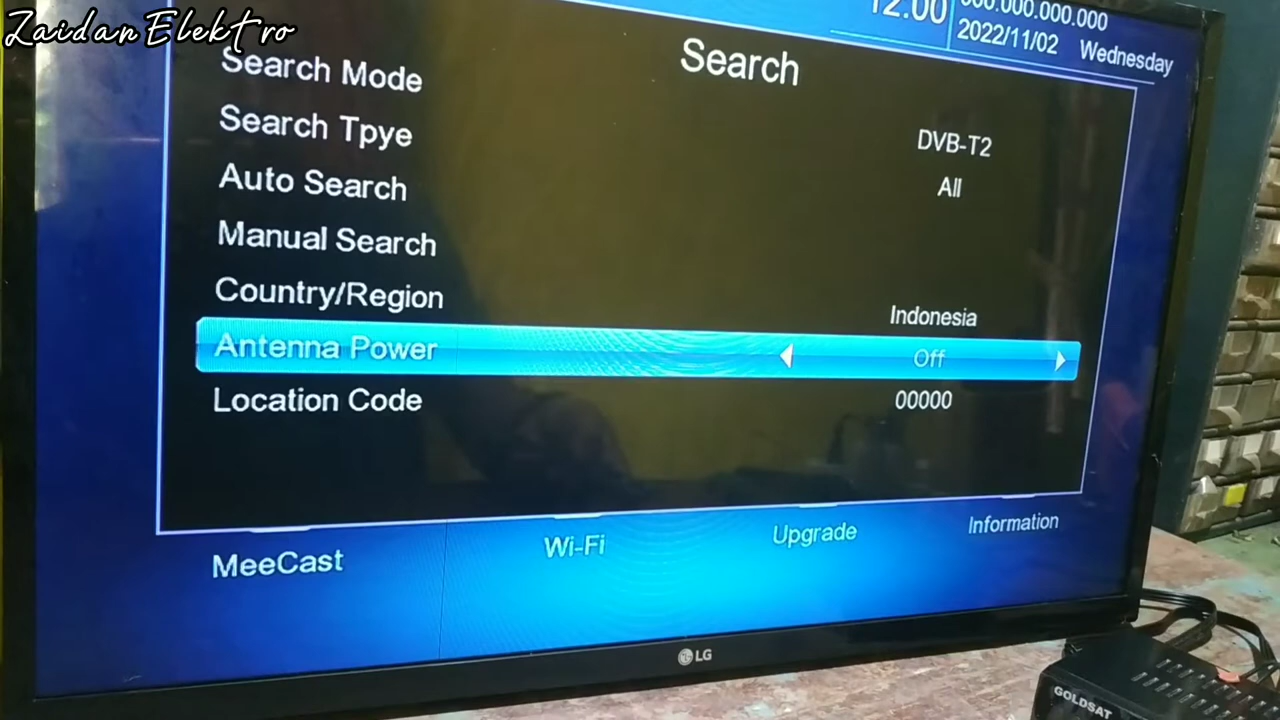 Zaidan Elektro
12:00
000.000.000.000
2022/11/02 Wednesday
Search
Search Mode DVB-T2
Search Tpye All
Auto Search
Manual Search
Country/Region Indonesia
Antenna Power Off
Location Code 00000
MeeCast Wi-Fi Upgrade Information
LG
GOLDSAT